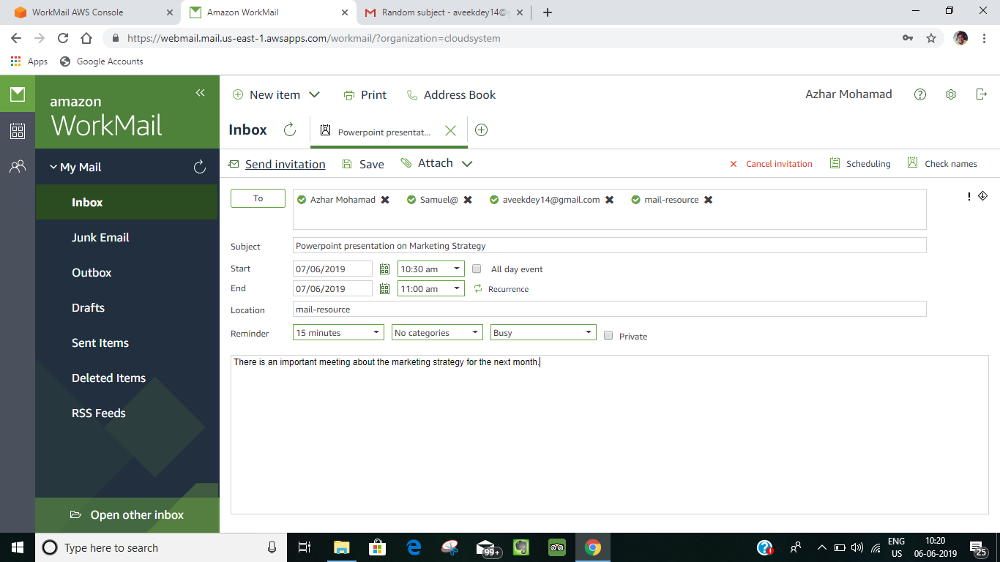 WorkMail AWS Console
Amazon WorkMail
Random subject - aveekdey14@
https://webmail.mail.us-east-1.awsapps.com/workmail/?organization=cloudsystem
Apps
Google Accounts
amazon
WorkMail
New item
Print
Address Book
Azhar Mohamad
Inbox
Powerpoint presentat...
My Mail
Send invitation
Save
Attach
Cancel invitation
Scheduling
Check names
Inbox
Junk Email
Outbox
Drafts
Sent Items
Deleted Items
RSS Feeds
Open other inbox
To
Azhar Mohamad
Samuel@
aveekdey14@gmail.com
mail-resource
Subject
Powerpoint presentation on Marketing Strategy
Start
07/06/2019
10:30 am
All day event
End
07/06/2019
11:00 am
Recurrence
Location
mail-resource
Reminder
15 minutes
No categories
Busy
Private
There is an important meeting about the marketing strategy for the next month.
Type here to search
99+
ENG
US
10:20
06-06-2019
25